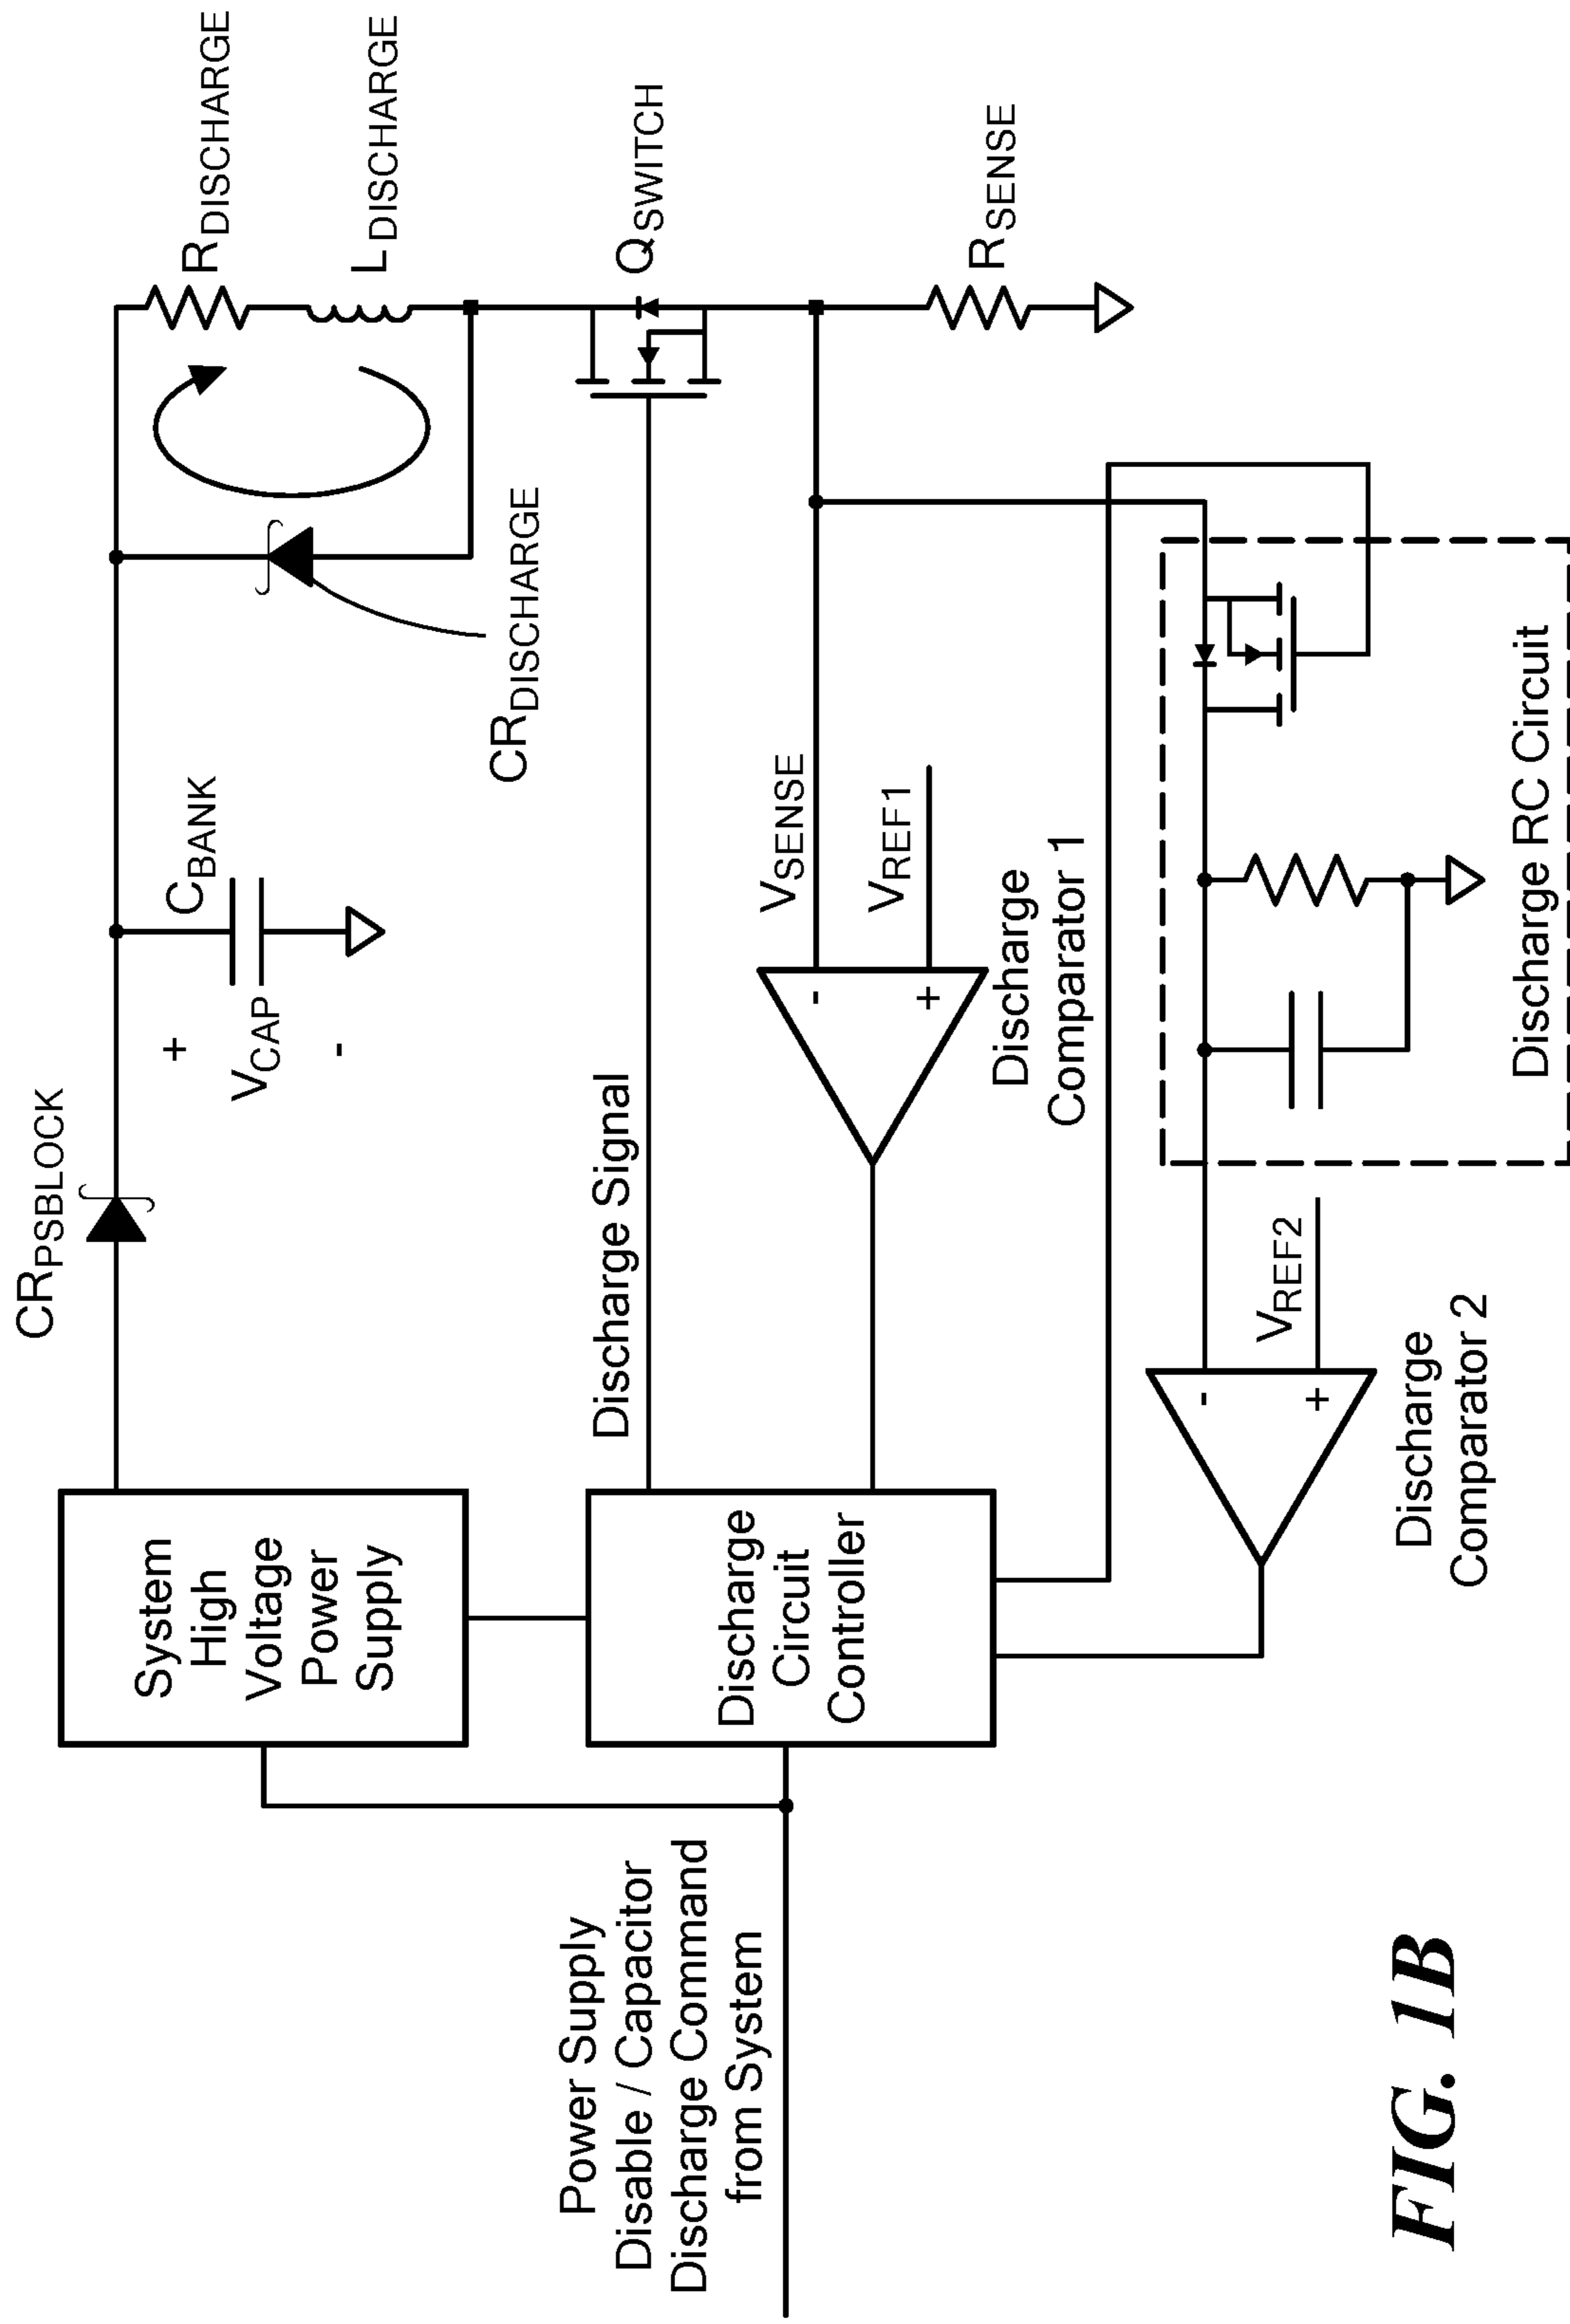 CRPSBLOCK
System
High
Voltage
Power
Supply
+
VCAP
-
CBANK
CRDISCHARGE
RDISCHARGE
LDISCHARGE
QSWITCH
RSENSE
Discharge Signal
VSENSE
VREF1
-
+
Discharge
Comparator 1
Discharge
Circuit
Controller
Power Supply
Disable / Capacitor
Discharge Command
from System
VREF2
-
+
Discharge
Comparator 2
Discharge RC Circuit
FIG. 1B